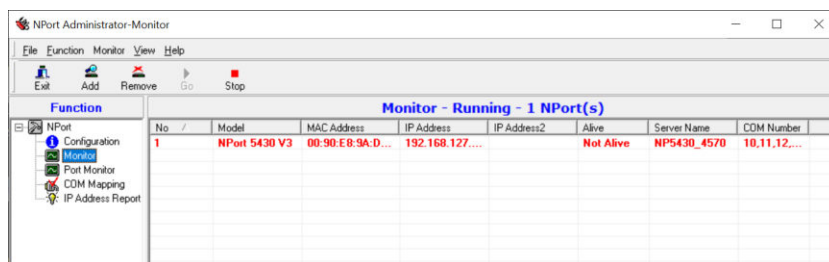 NPort Administrator-Monitor
File Function Monitor View Help
Exit Add Remove Go Stop
Function
Monitor - Running - 1 NPort(s)
NPort
Configuration
Monitor
Port Monitor
COM Mapping
IP Address Report
No / Model MAC Address IP Address IP Address2 Alive Server Name COM Number
1 NPort 5430 V3 00:90:E8:9A:D... 192.168.127.... Not Alive NP5430_4570 10,11,12,...